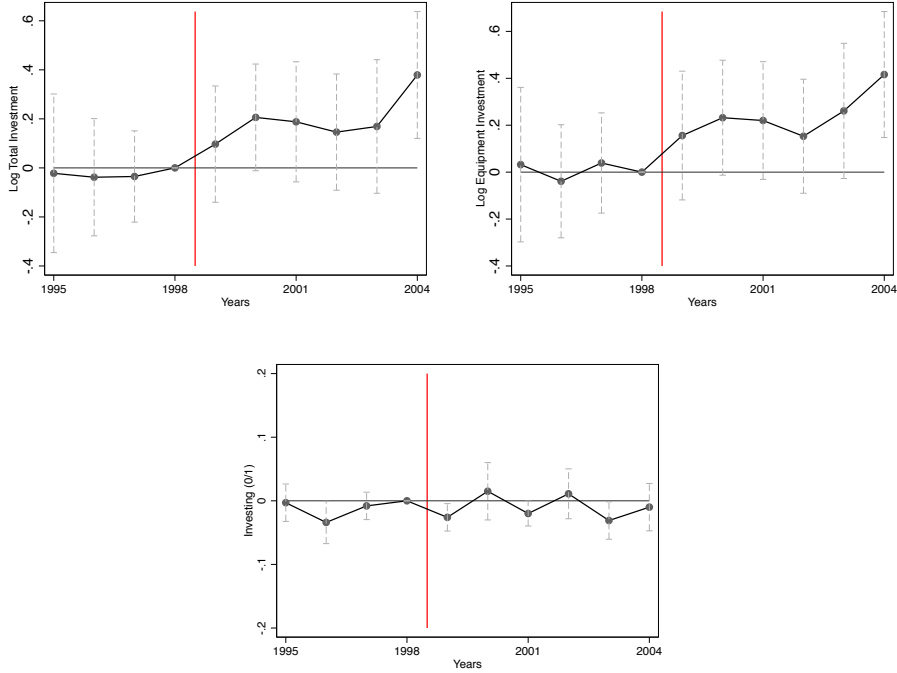 Log Total Investment
.6
.4
.2
0
-.2
-.4
1995 1998 2001 2004
Years
Log Equipment Investment
.6
.4
.2
0
-.2
-.4
1995 1998 2001 2004
Years
Investing (0/1)
.2
.1
0
-.1
-.2
1995 1998 2001 2004
Years